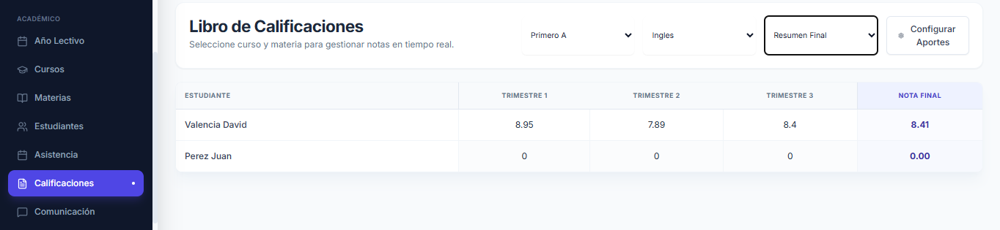 ACADÉMICO
Año Lectivo
Cursos
Materias
Estudiantes
Asistencia
Calificaciones
Comunicación
Libro de Calificaciones
Seleccione curso y materia para gestionar notas en tiempo real.
Primero A
Ingles
Resumen Final
Configurar
Aportes
ESTUDIANTE TRIMESTRE 1 TRIMESTRE 2 TRIMESTRE 3 NOTA FINAL
Valencia David 8.95 7.89 8.4 8.41
Perez Juan 0 0 0 0.00